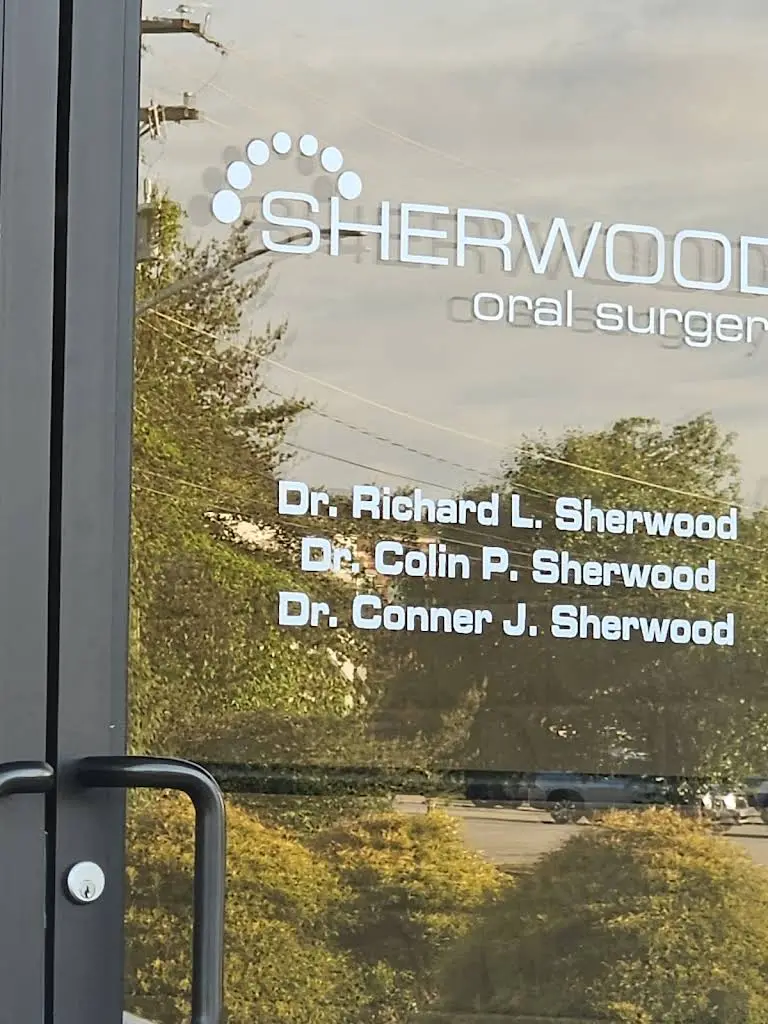 SHERWOOD
oral surger
Dr. Richard L. Sherwood
Dr. Colin P. Sherwood
Dr. Conner J. Sherwood